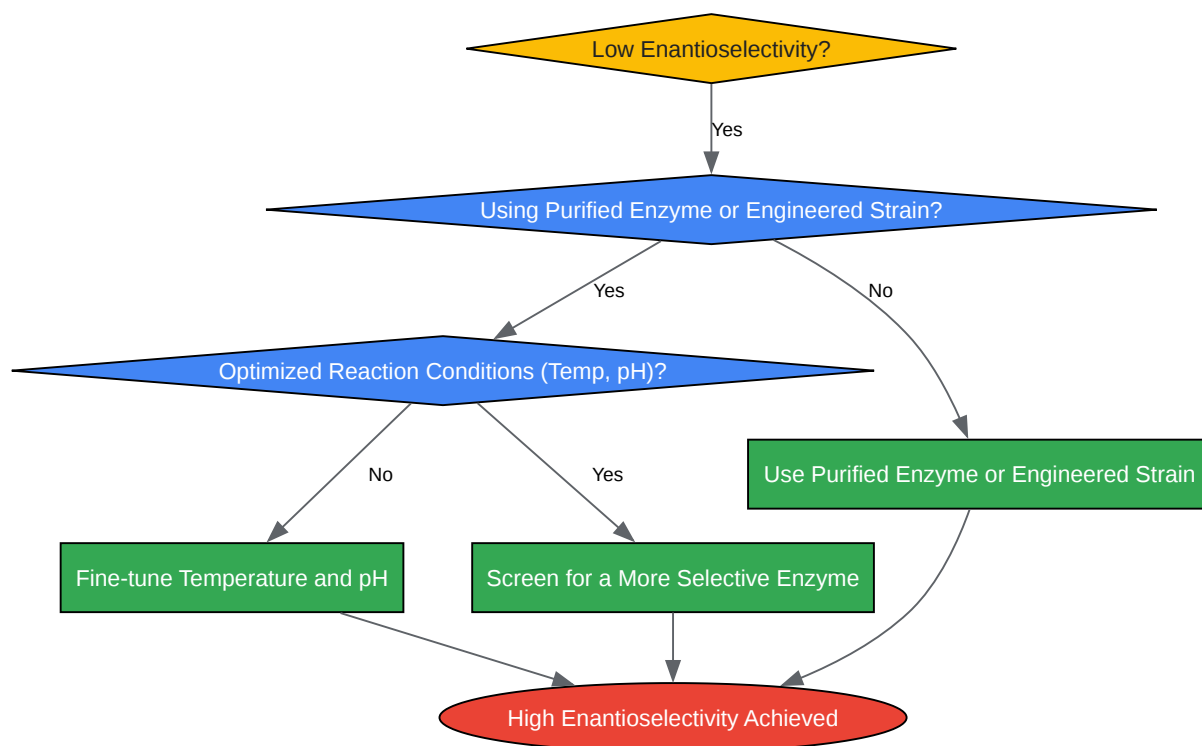 Low Enantioselectivity?
Yes
Using Purified Enzyme or Engineered Strain?
Yes
No
Optimized Reaction Conditions (Temp, pH)?
No
Yes
Use Purified Enzyme or Engineered Strain
Fine-tune Temperature and pH
Screen for a More Selective Enzyme
High Enantioselectivity Achieved